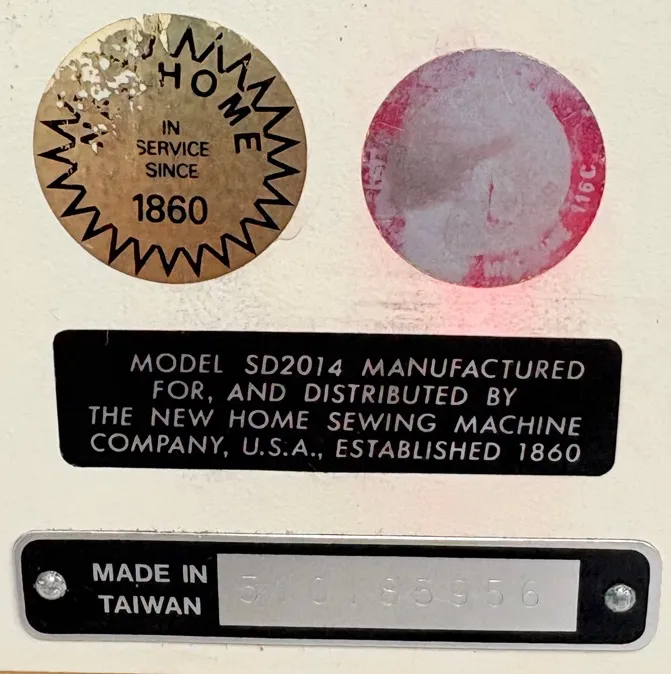 HOME
IN
SERVICE
SINCE
1860
116C
MODEL SD2014 MANUFACTURED
FOR, AND DISTRIBUTED BY
THE NEW HOME SEWING MACHINE
COMPANY, U.S.A., ESTABLISHED 1860
MADE IN
TAIWAN